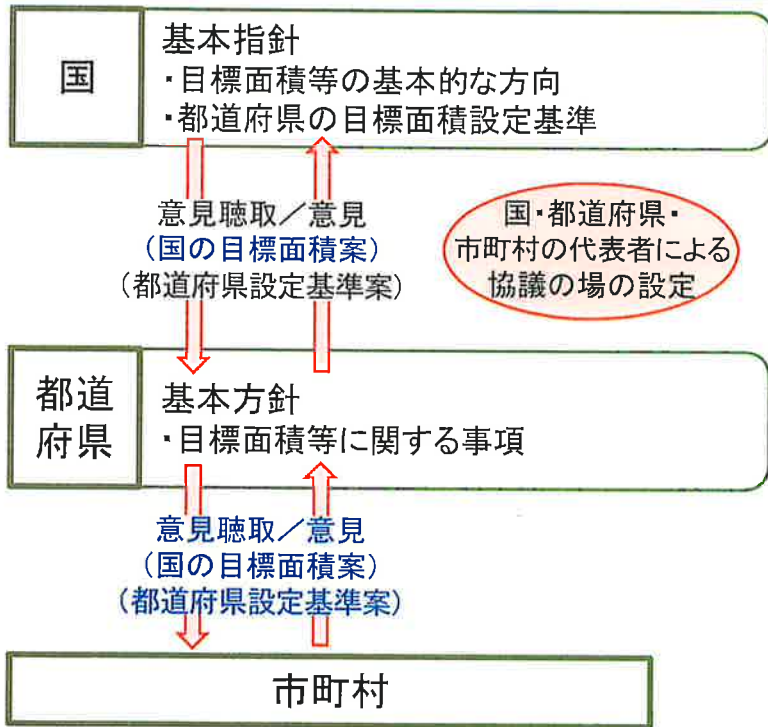 国
基本指針
・目標面積等の基本的な方向
・都道府県の目標面積設定基準
意見聴取／意見
(国の目標面積案)
(都道府県設定基準案)
国・都道府県・
市町村の代表者による
協議の場の設定
都道
府県
基本方針
・目標面積等に関する事項
意見聴取／意見
(国の目標面積案)
(都道府県設定基準案)
市町村